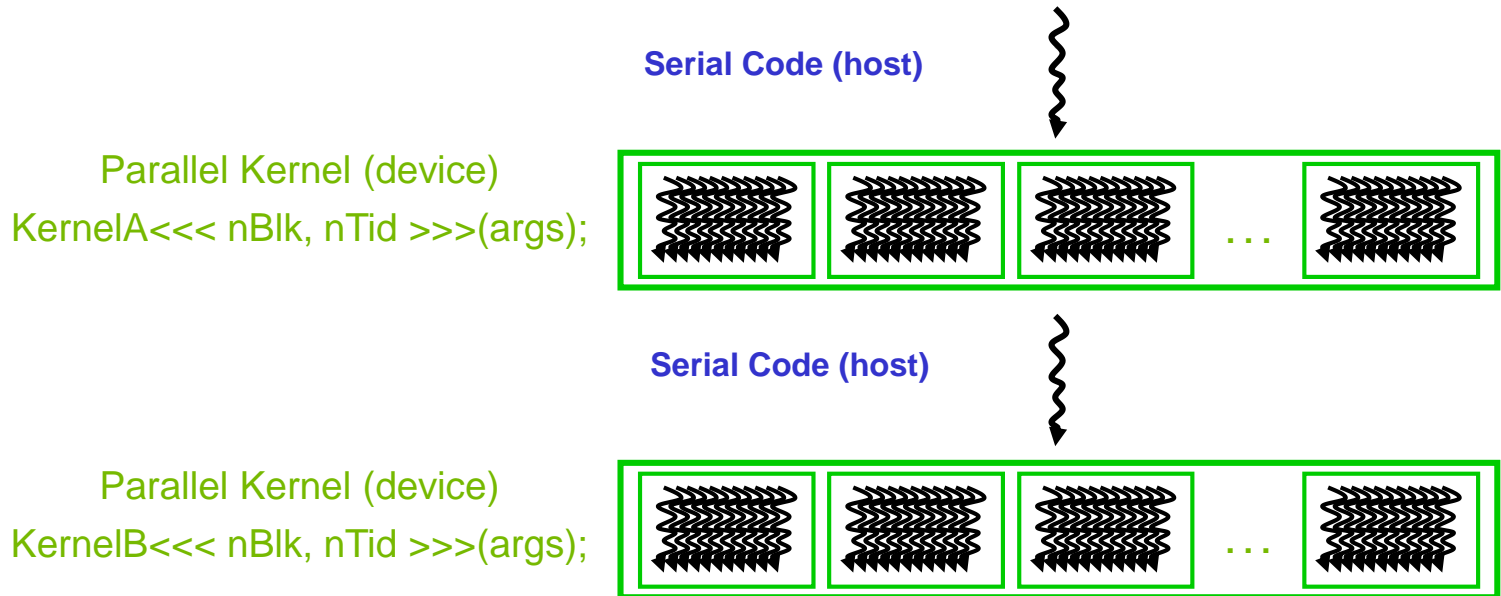 Serial Code (host)
Parallel Kernel (device)
KernelA<<< nBlk, nTid >>>(args);
. . .
Serial Code (host)
Parallel Kernel (device)
KernelB<<< nBlk, nTid >>>(args);
. . .